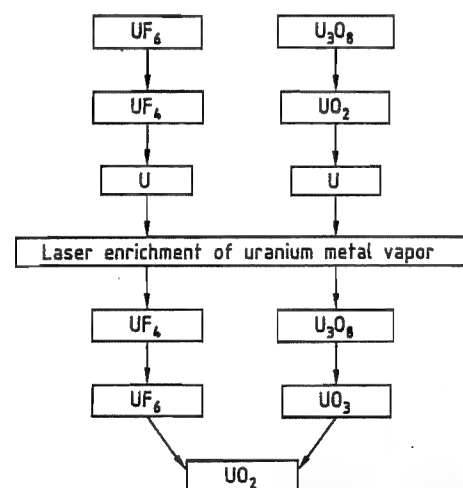 UF₆ U₃O₈
UF₄ UO₂
U U
Laser enrichment of uranium metal vapor
UF₄ U₃O₈
UF₆ UO₃
UO₂